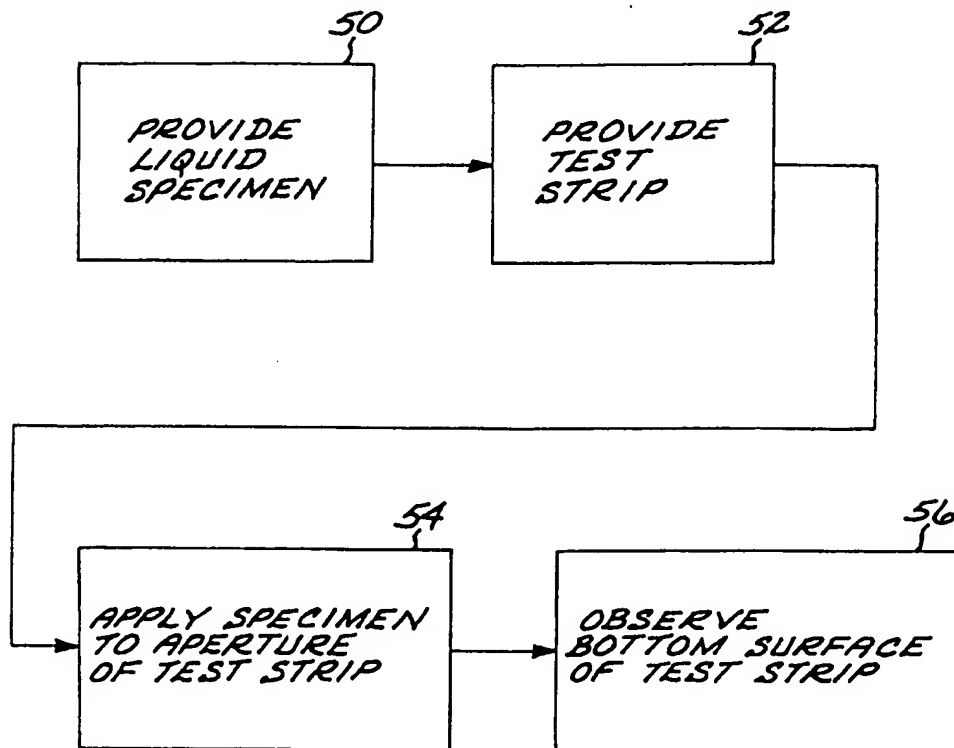 50
PROVIDE
LIQUID
SPECIMEN
52
PROVIDE
TEST
STRIP
54
APPLY SPECIMEN
TO APERTURE
OF TEST STRIP
56
OBSERVE
BOTTOM SURFACE
OF TEST STRIP